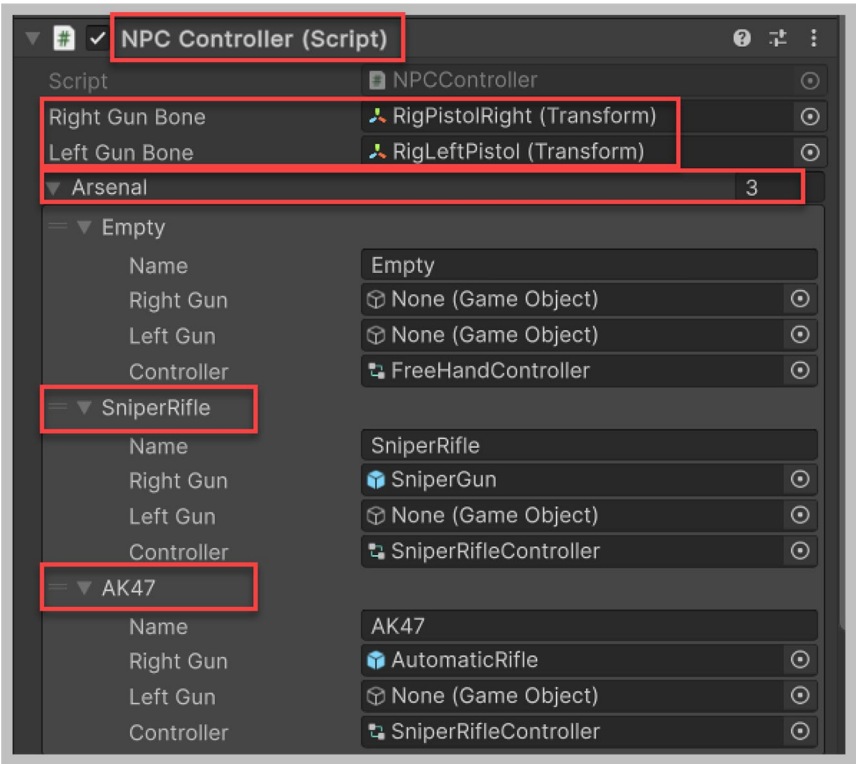 NPC Controller (Script)
Script NPCController
Right Gun Bone RigPistolRight (Transform)
Left Gun Bone RigLeftPistol (Transform)
Arsenal 3
Empty
Name Empty
Right Gun None (Game Object)
Left Gun None (Game Object)
Controller FreeHandController
SniperRifle
Name SniperRifle
Right Gun SniperGun
Left Gun None (Game Object)
Controller SniperRifleController
AK47
Name AK47
Right Gun AutomaticRifle
Left Gun None (Game Object)
Controller SniperRifleController